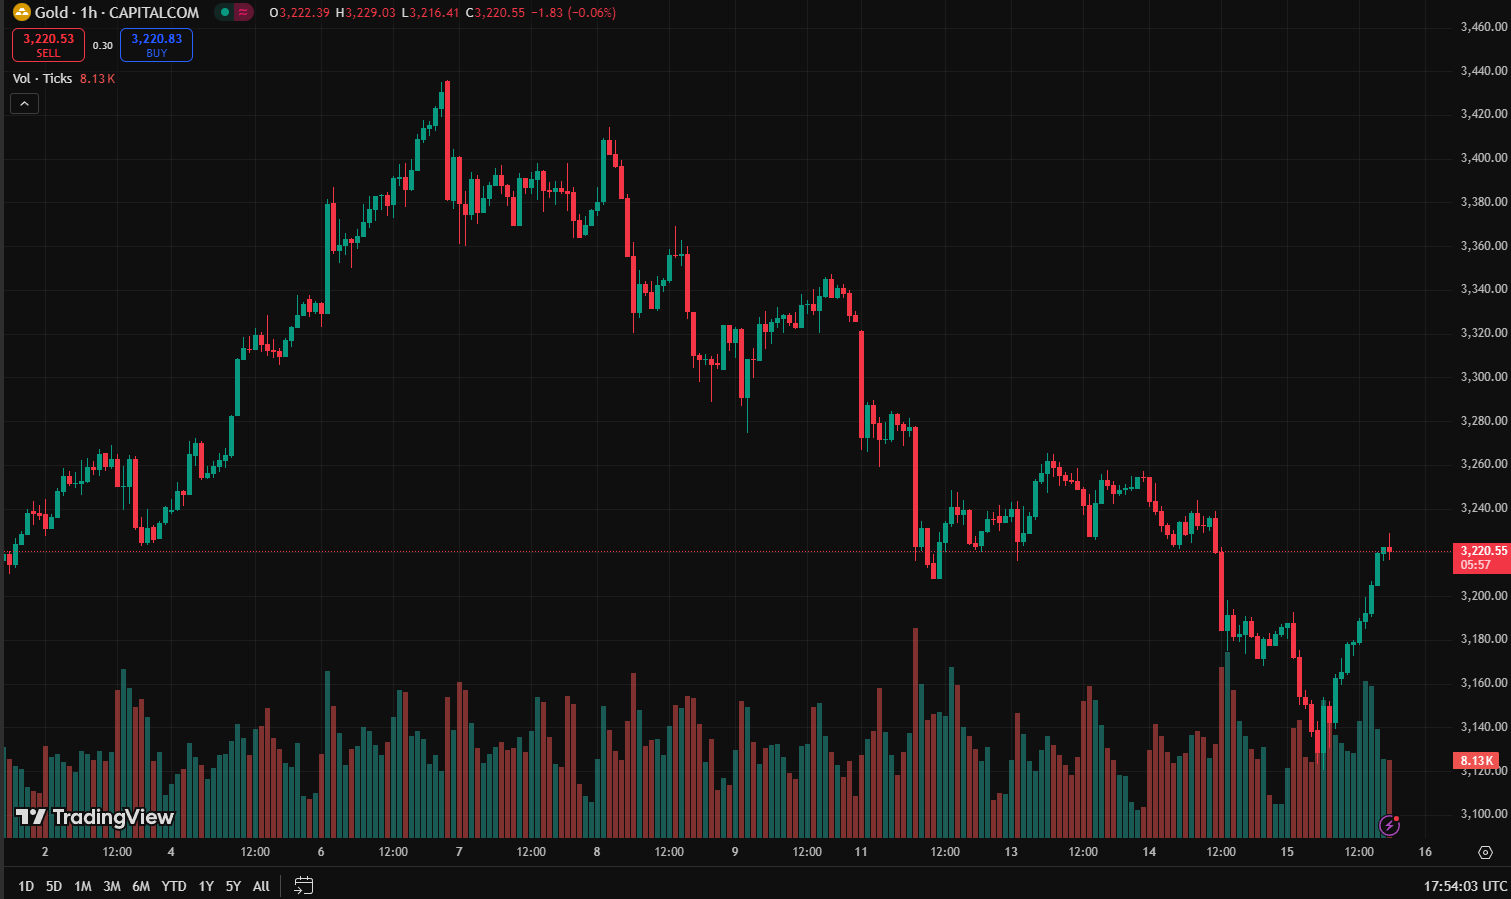 Gold · 1h · CAPITALCOM O3,222.39 H3,229.03 L3,216.41 C3,220.55 −1.83 (−0.06%)
3,220.53 SELL
0.30
3,220.83 BUY
Vol · Ticks 8.13K
3,460.00
3,440.00
3,420.00
3,400.00
3,380.00
3,360.00
3,340.00
3,320.00
3,300.00
3,280.00
3,260.00
3,240.00
3,220.55
05:57
3,200.00
3,180.00
3,160.00
3,140.00
8.13K
3,120.00
3,100.00
TradingView
2 12:00 4 12:00 6 12:00 7 12:00 8 12:00 9 12:00 11 12:00 13 12:00 14 12:00 15 12:00 16
1D 5D 1M 3M 6M YTD 1Y 5Y All
17:54:03 UTC